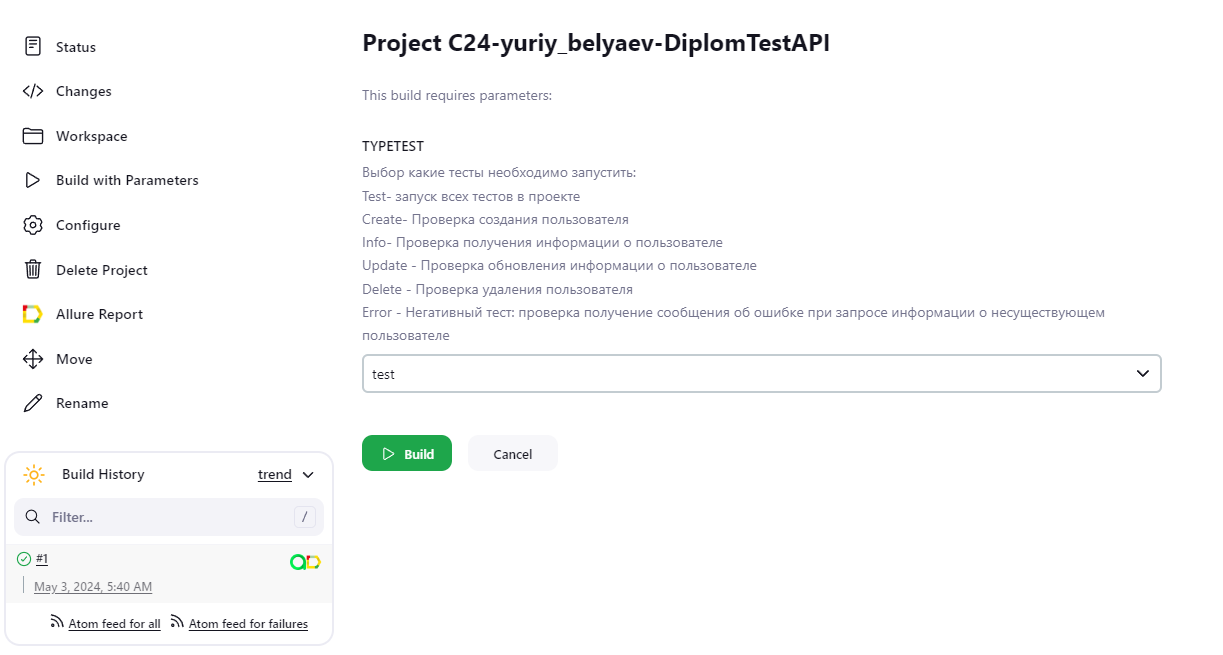 Status
Changes
Workspace
Build with Parameters
Configure
Delete Project
Allure Report
Move
Rename
Build History
trend
Filter...
/
#1
May 3, 2024, 5:40 AM
Atom feed for all
Atom feed for failures
Project C24-yuriy_belyaev-DiplomTestAPI
This build requires parameters:
TYPETEST
Выбор какие тесты необходимо запустить:
Test- запуск всех тестов в проекте
Create- Проверка создания пользователя
Info- Проверка получения информации о пользователе
Update - Проверка обновления информации о пользователе
Delete - Проверка удаления пользователя
Error - Негативный тест: проверка получение сообщения об ошибке при запросе информации о несуществующем
пользователе
test
Build
Cancel